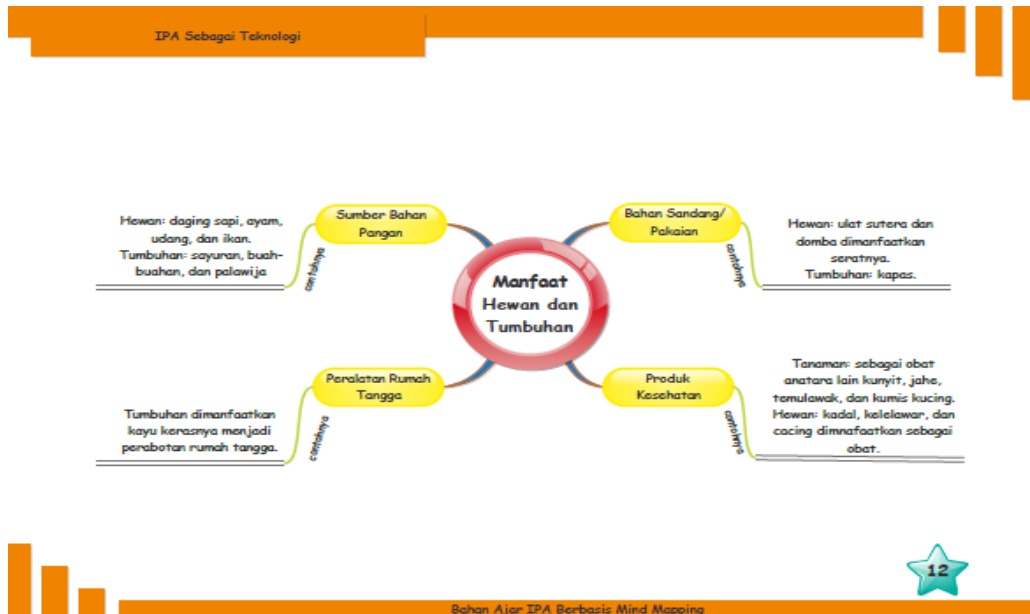 IPA Sebagai Teknologi
Hewan: daging sapi, ayam,
udang, dan ikan.
Tumbuhan: sayuran, buah-
buahan, dan palawija
contohnya
Sumber Bahan
Pangan
Bahan Sandang/
Pakaian
contohnya
Hewan: ulat sutera dan
domba dimanfaatkan
seratnya.
Tumbuhan: kapas.
Manfaat
Hewan dan
Tumbuhan
Tumbuhan dimanfaatkan
kayu kerasnya menjadi
perabotan rumah tangga.
contohnya
Peralatan Rumah
Tangga
Produk
Kesehatan
contohnya
Tanaman: sebagai obat
anatara lain kunyit, jahe,
temulawak, dan kumis kucing.
Hewan: kadal, kelelawar, dan
cacing dimnafaatkan sebagai
obat.
12
Bahan Ajar IPA Berbasis Mind Mapping